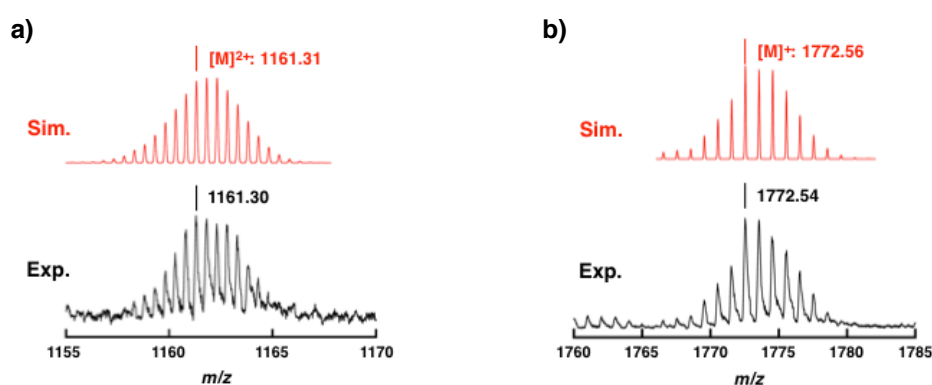 a)
[M]²⁺: 1161.31
Sim.
1161.30
Exp.
1155 1160 1165 1170
m/z
b)
[M]⁺: 1772.56
Sim.
1772.54
Exp.
1760 1765 1770 1775 1780 1785
m/z